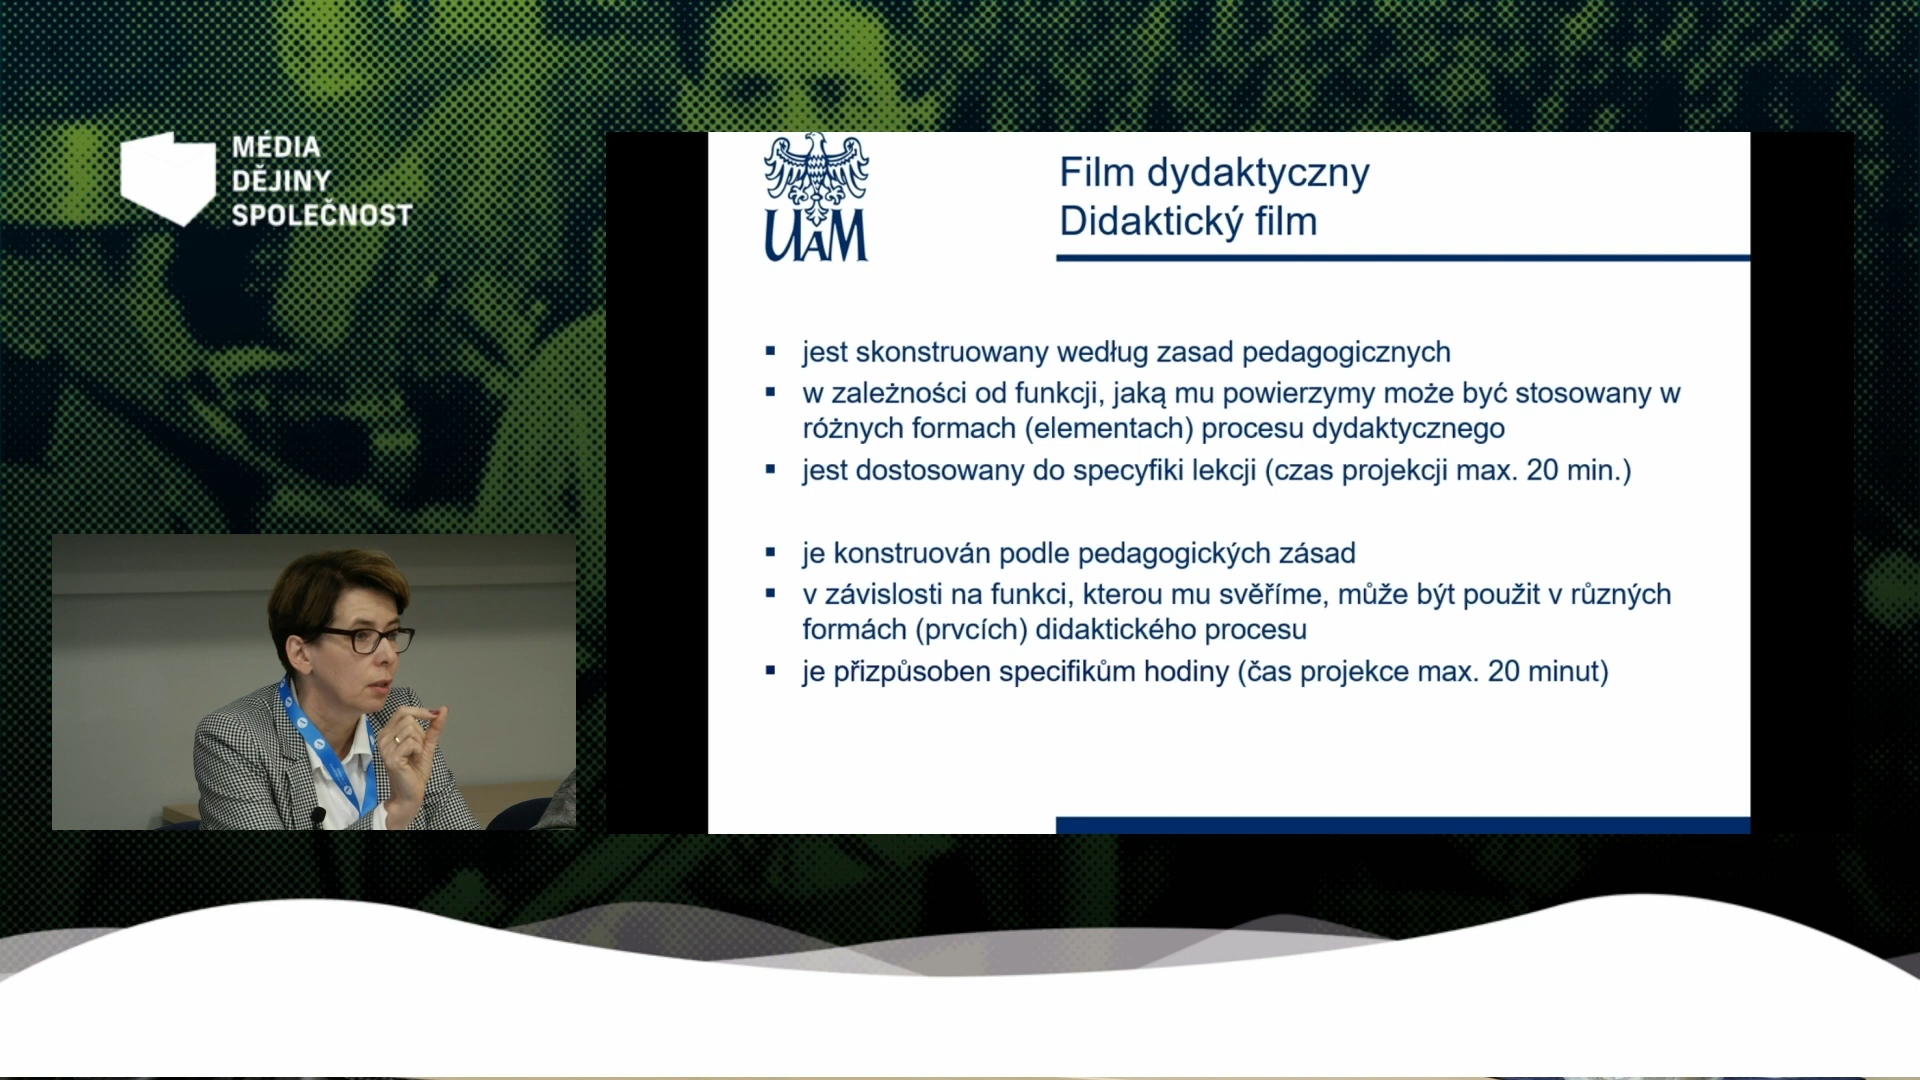 MÉDIA
DĚJINY
SPOLEČNOST
UAM
Film dydaktyczny
Didaktický film
▪ jest skonstruowany według zasad pedagogicznych
▪ w zależności od funkcji, jaką mu powierzymy może być stosowany w
różnych formach (elementach) procesu dydaktycznego
▪ jest dostosowany do specyfiki lekcji (czas projekcji max. 20 min.)
▪ je konstruován podle pedagogických zásad
▪ v závislosti na funkci, kterou mu svěříme, může být použit v různých
formách (prvcích) didaktického procesu
▪ je přizpůsoben specifikům hodiny (čas projekce max. 20 minut)